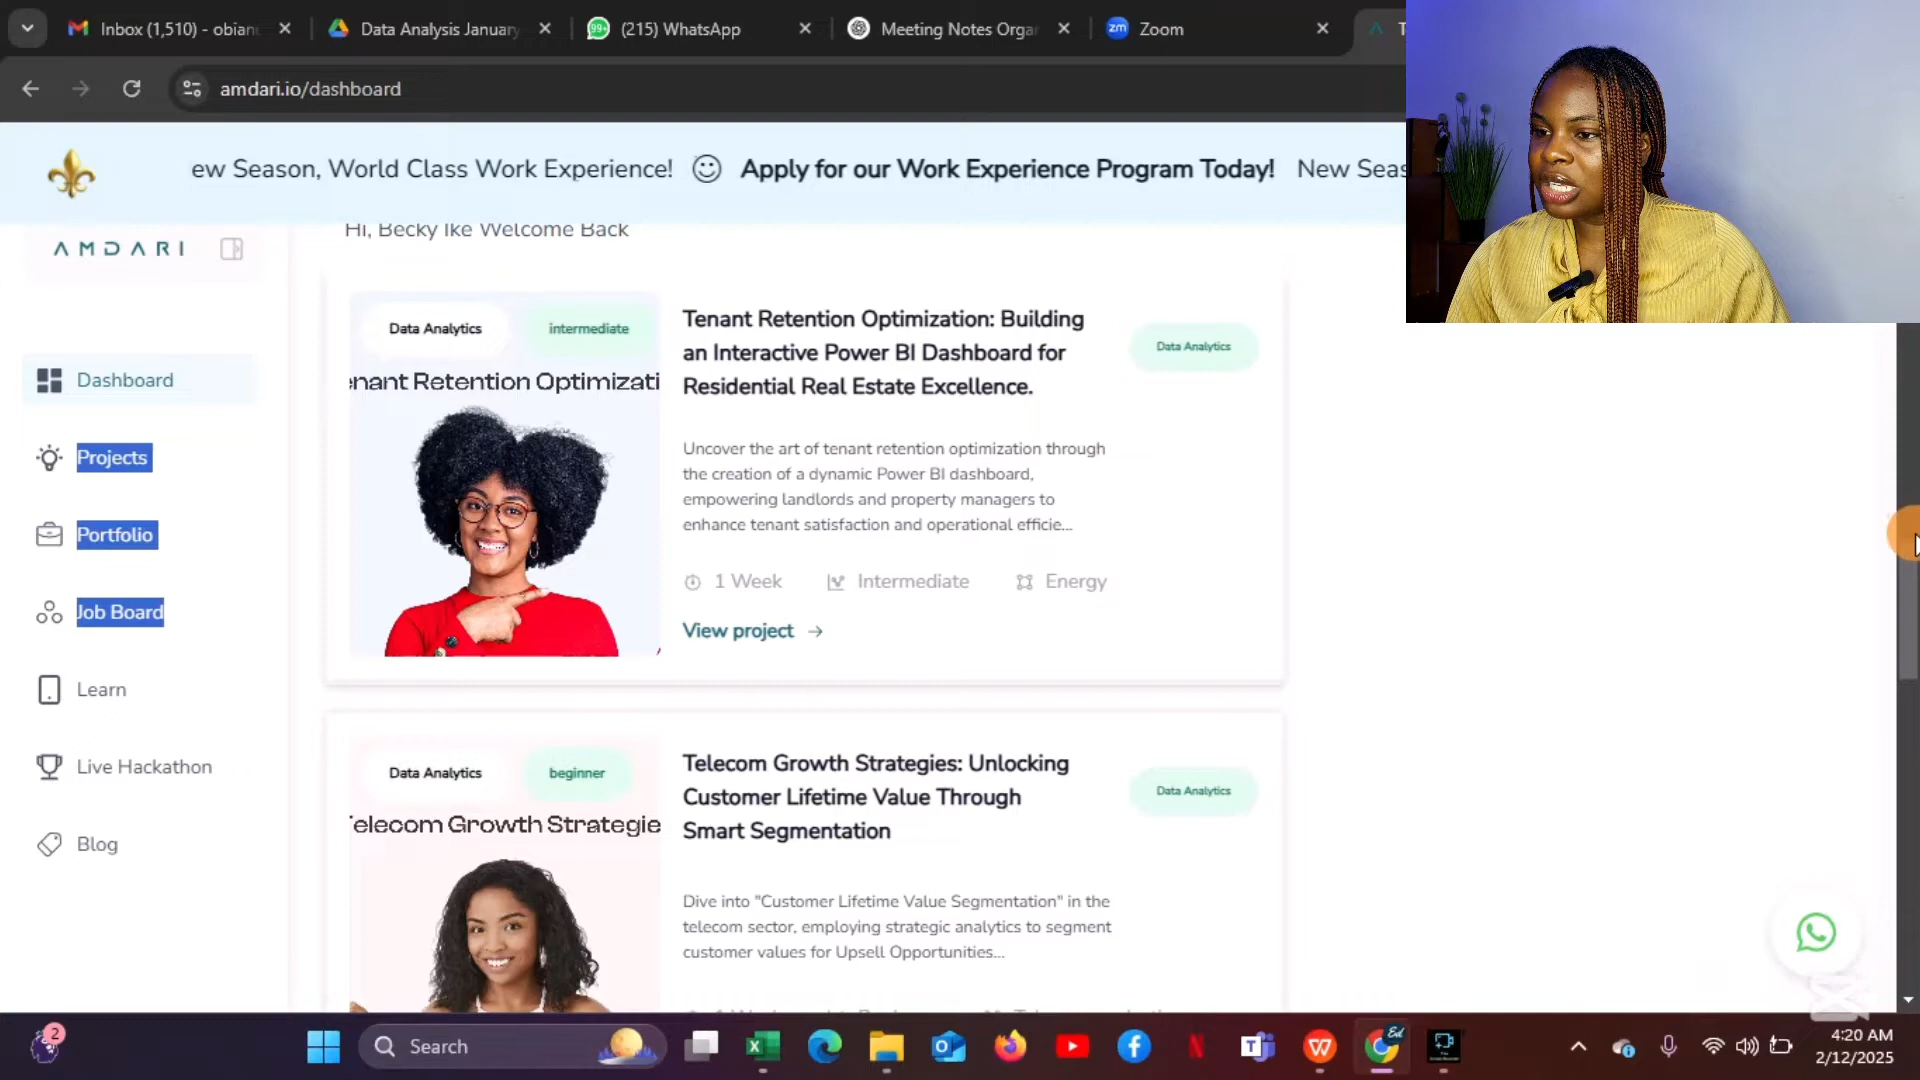 Inbox (1,510) - obian
Data Analysis January
99+
(215) WhatsApp
Meeting Notes Organ
zm
Zoom
amdari.io/dashboard
ew Season, World Class Work Experience!
Apply for our Work Experience Program Today!
New Seas
AMDARI
Hi, Becky Ike Welcome Back
Dashboard
Projects
Portfolio
Job Board
Learn
Live Hackathon
Blog
Data Analytics
intermediate
enant Retention Optimizati
Tenant Retention Optimization: Building
an Interactive Power BI Dashboard for
Residential Real Estate Excellence.
Data Analytics
Uncover the art of tenant retention optimization through
the creation of a dynamic Power BI dashboard,
empowering landlords and property managers to
enhance tenant satisfaction and operational efficie...
1 Week
Intermediate
Energy
View project
Data Analytics
beginner
Telecom Growth Strategie
Telecom Growth Strategies: Unlocking
Customer Lifetime Value Through
Smart Segmentation
Data Analytics
Dive into "Customer Lifetime Value Segmentation" in the
telecom sector, employing strategic analytics to segment
customer values for Upsell Opportunities...
2
Search
Ed
4:20 AM
2/12/2025